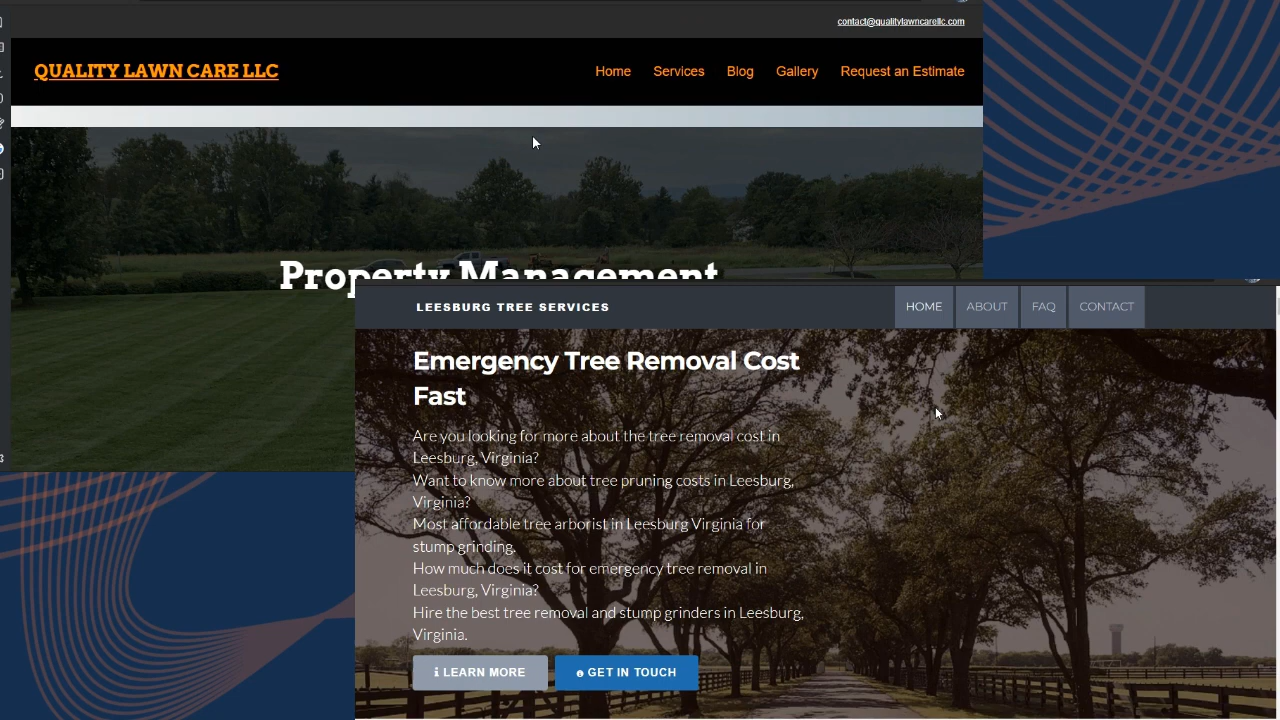 contact@qualitylawncarellc.com
QUALITY LAWN CARE LLC
Home Services Blog Gallery Request an Estimate
Property Management
LEESBURG TREE SERVICES
HOME ABOUT FAQ CONTACT
Emergency Tree Removal Cost
Fast
Are you looking for more about the tree removal cost in
Leesburg, Virginia?
Want to know more about tree pruning costs in Leesburg,
Virginia?
Most affordable tree arborist in Leesburg Virginia for
stump grinding.
How much does it cost for emergency tree removal in
Leesburg, Virginia?
Hire the best tree removal and stump grinders in Leesburg,
Virginia.
LEARN MORE GET IN TOUCH